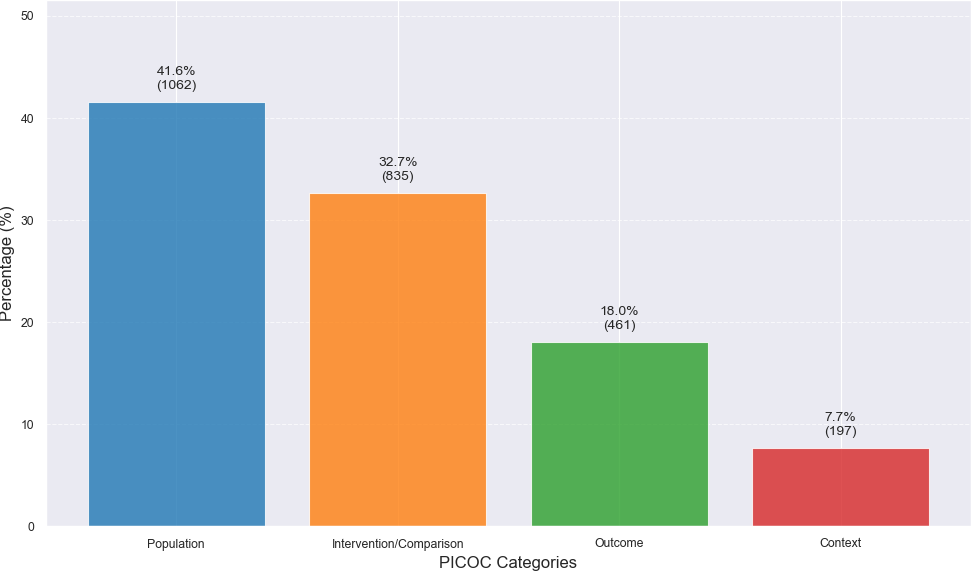 50
40
30
20
10
0
Percentage (%)
41.6%
(1062)
32.7%
(835)
18.0%
(461)
7.7%
(197)
Population
Intervention/Comparison
Outcome
Context
PICOC Categories